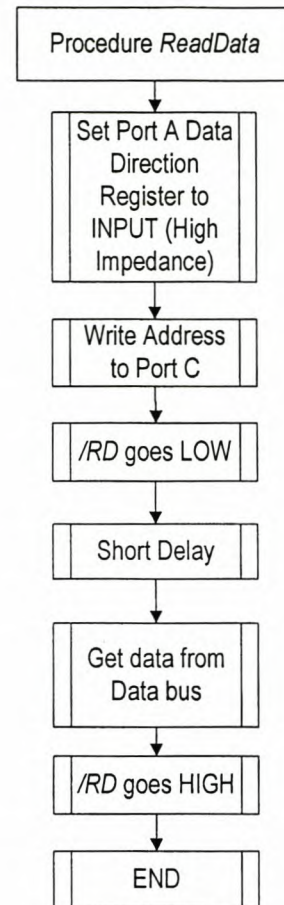 Procedure ReadData
Set Port A Data
Direction
Register to
INPUT (High
Impedance)
Write Address
to Port C
/RD goes LOW
Short Delay
Get data from
Data bus
/RD goes HIGH
END